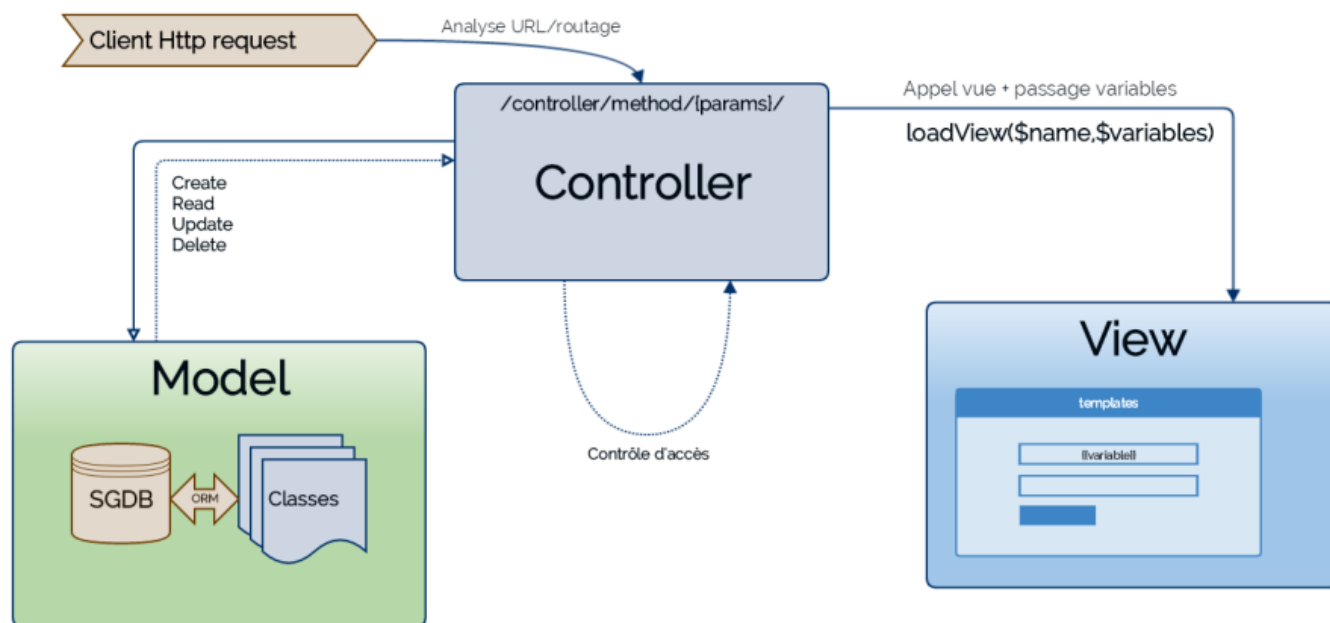 Client Http request
Analyse URL/routage
/controller/method/{params}/
Controller
Appel vue + passage variables
loadView($name,$variables)
Create
Read
Update
Delete
Model
SGDB
ORM
Classes
Contrôle d'accès
View
templates
{{variable}}